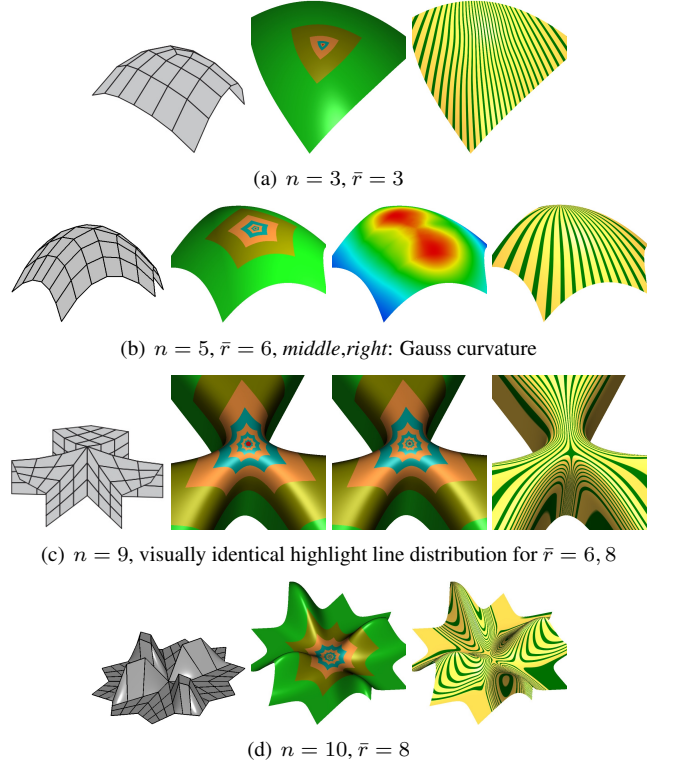 (a) n = 3, r̄ = 3
(b) n = 5, r̄ = 6, middle,right: Gauss curvature
(c) n = 9, visually identical highlight line distribution for r̄ = 6, 8
(d) n = 10, r̄ = 8